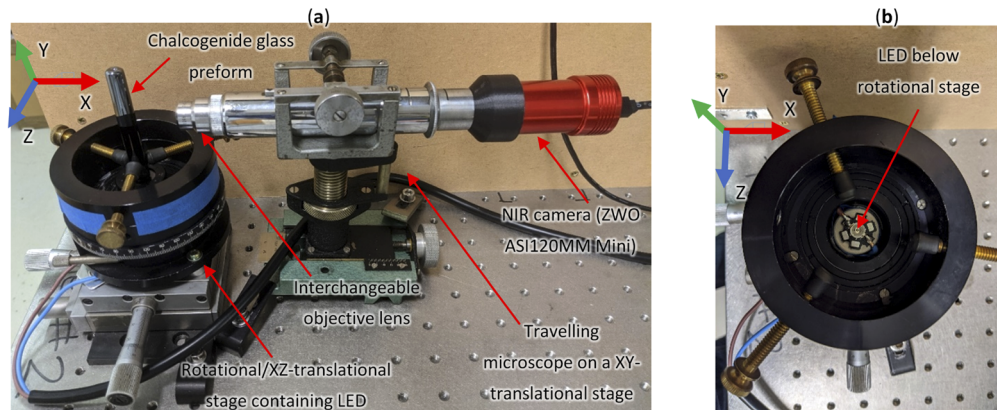 (a)
Chalcogenide glass
preform
Y
X
Z
NIR camera (ZWO
ASI120MM Mini)
Interchangeable
objective lens
Travelling
microscope on a XY-
translational stage
Rotational/XZ-translational
stage containing LED
(b)
LED below
rotational stage
Y
X
Z